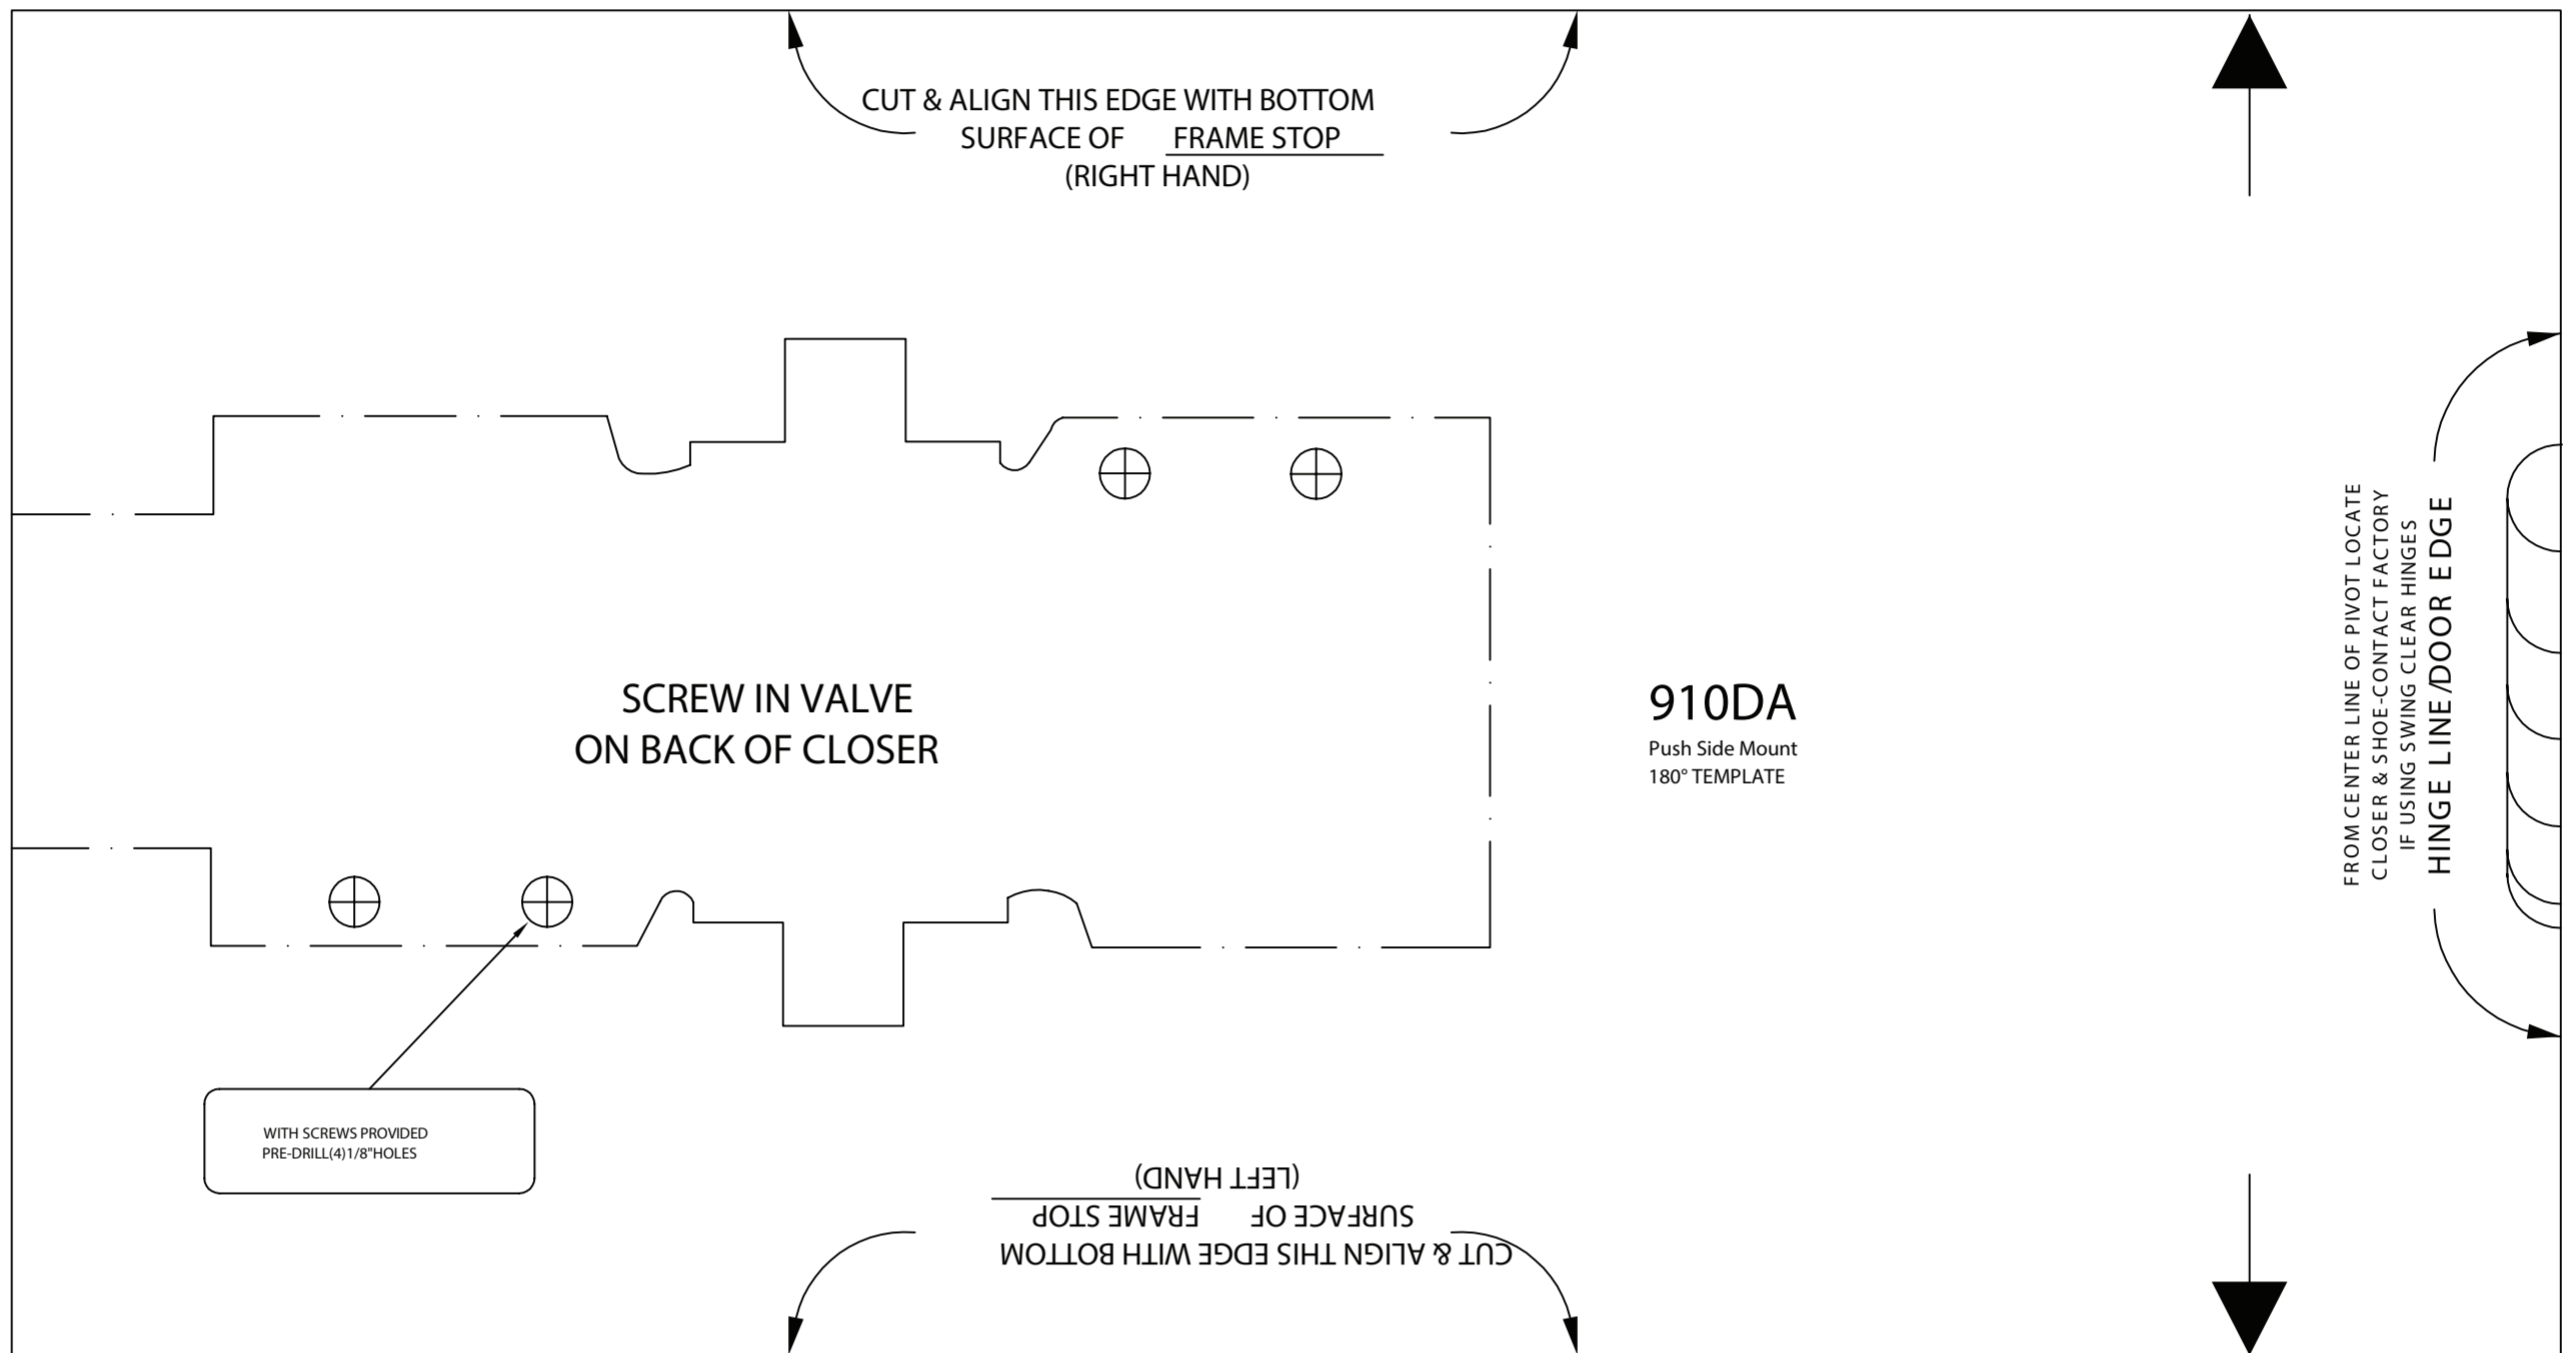 CUT & ALIGN THIS EDGE WITH BOTTOM
SURFACE OF FRAME STOP
(RIGHT HAND)
SCREW IN VALVE
ON BACK OF CLOSER
910DA
Push Side Mount
180° TEMPLATE
FROM CENTER LINE OF PIVOT LOCATE
CLOSER & SHOE-CONTACT FACTORY
IF USING SWING CLEAR HINGES
HINGE LINE/DOOR EDGE
WITH SCREWS PROVIDED
PRE-DRILL(4)1/8"HOLES
CUT & ALIGN THIS EDGE WITH BOTTOM
SURFACE OF FRAME STOP
(LEFT HAND)